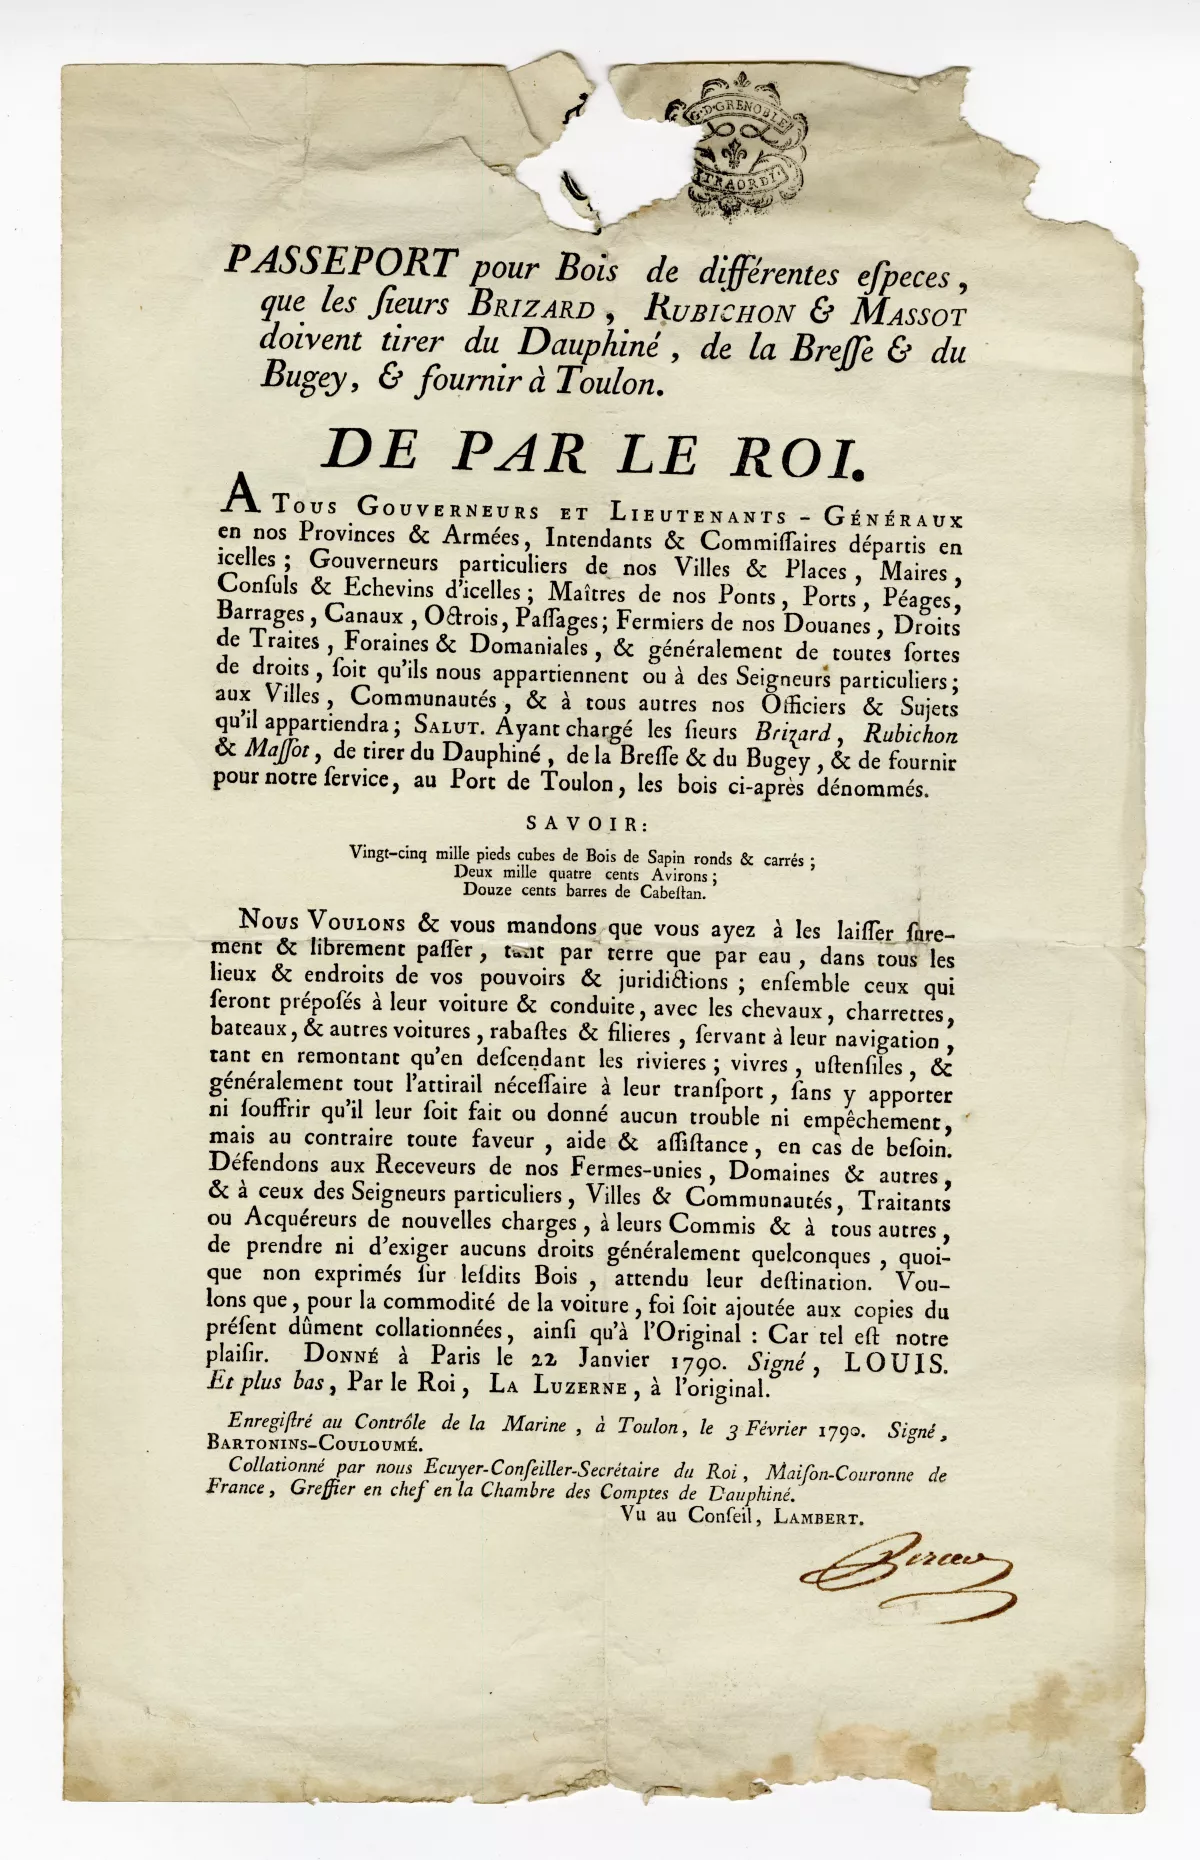 G·D·GRENOBLE
TRAORDI.
PASSEPORT pour Bois de différentes eſpeces,
que les ſieurs BRIZARD, RUBICHON & MASSOT
doivent tirer du Dauphiné, de la Breſſe & du
Bugey, & fournir à Toulon.
DE PAR LE ROI.
A TOUS GOUVERNEURS ET LIEUTENANTS-GÉNÉRAUX
en nos Provinces & Armées, Intendants & Commiſſaires départis en
icelles; Gouverneurs particuliers de nos Villes & Places, Maires,
Conſuls & Echevins d'icelles; Maîtres de nos Ponts, Ports, Péages,
Barrages, Canaux, Octrois, Paſſages; Fermiers de nos Douanes, Droits
de Traites, Foraines & Domaniales, & généralement de toutes ſortes
de droits, ſoit qu'ils nous appartiennent ou à des Seigneurs particuliers;
aux Villes, Communautés, & à tous autres nos Officiers & Sujets
qu'il appartiendra; SALUT. Ayant chargé les ſieurs Brizard, Rubichon
& Maſſot, de tirer du Dauphiné, de la Breſſe & du Bugey, & de fournir
pour notre ſervice, au Port de Toulon, les bois ci-après dénommés.
SAVOIR:
Vingt-cinq mille pieds cubes de Bois de Sapin ronds & carrés;
Deux mille quatre cents Avirons;
Douze cents barres de Cabeſtan.
NOUS VOULONS & vous mandons que vous ayez à les laiſſer ſure-
ment & librement paſſer, tant par terre que par eau, dans tous les
lieux & endroits de vos pouvoirs & juridictions; enſemble ceux qui
ſeront prépoſés à leur voiture & conduite, avec les chevaux, charrettes,
bateaux, & autres voitures, rabaſtes & filieres, ſervant à leur navigation,
tant en remontant qu'en deſcendant les rivieres; vivres, uſtenſiles, &
généralement tout l'attirail néceſſaire à leur tranſport, ſans y apporter
ni ſouffrir qu'il leur ſoit fait ou donné aucun trouble ni empêchement,
mais au contraire toute faveur, aide & aſſiſtance, en cas de beſoin.
Défendons aux Receveurs de nos Fermes-unies, Domaines & autres,
& à ceux des Seigneurs particuliers, Villes & Communautés, Traitants
ou Acquéreurs de nouvelles charges, à leurs Commis & à tous autres,
de prendre ni d'exiger aucuns droits généralement quelconques, quoi-
que non exprimés ſur leſdits Bois, attendu leur deſtination. Vou-
lons que, pour la commodité de la voiture, foi ſoit ajoutée aux copies du
préſent dûment collationnées, ainſi qu'à l'Original: Car tel eſt notre
plaiſir. DONNÉ à Paris le 22 Janvier 1790. Signé, LOUIS.
Et plus bas, Par le Roi, LA LUZERNE, à l'original.
Enregiſtré au Contrôle de la Marine, à Toulon, le 3 Février 1790. Signé,
BARTONINS-COULOUMÉ.
Collationné par nous Ecuyer-Conſeiller-Secrétaire du Roi, Maiſon-Couronne de
France, Greffier en chef en la Chambre des Comptes de Dauphiné.
Vu au Conſeil, LAMBERT.